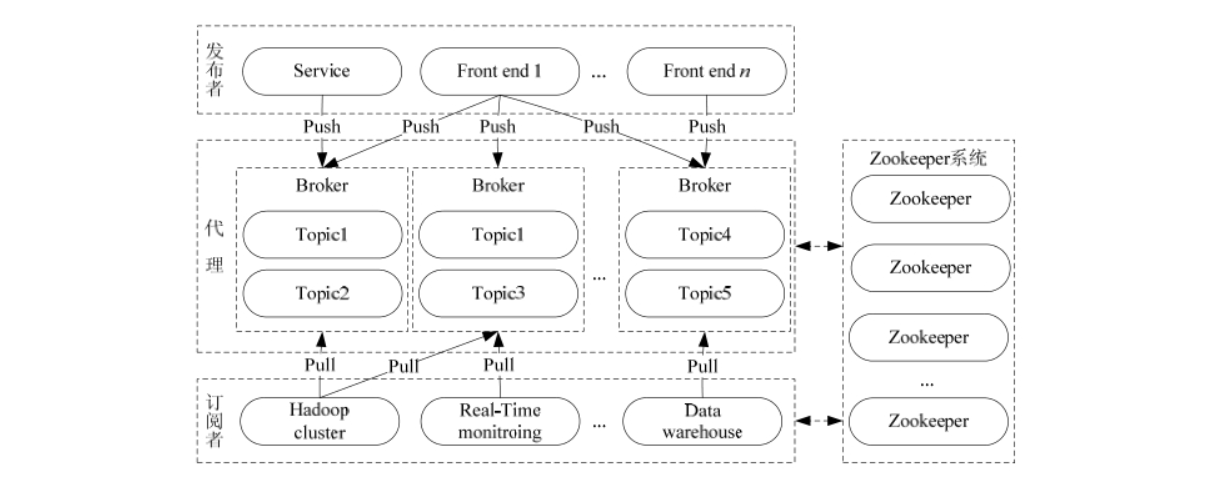 发布者
Service
Front end 1
...
Front end n
Push
Push
Push
Push
Push
代理
Broker
Topic1
Topic2
Broker
Topic1
Topic3
...
Broker
Topic4
Topic5
Pull
Pull
Pull
Pull
订阅者
Hadoop
cluster
Real-Time
monitroing
...
Data
warehouse
Zookeeper系统
Zookeeper
Zookeeper
Zookeeper
...
Zookeeper